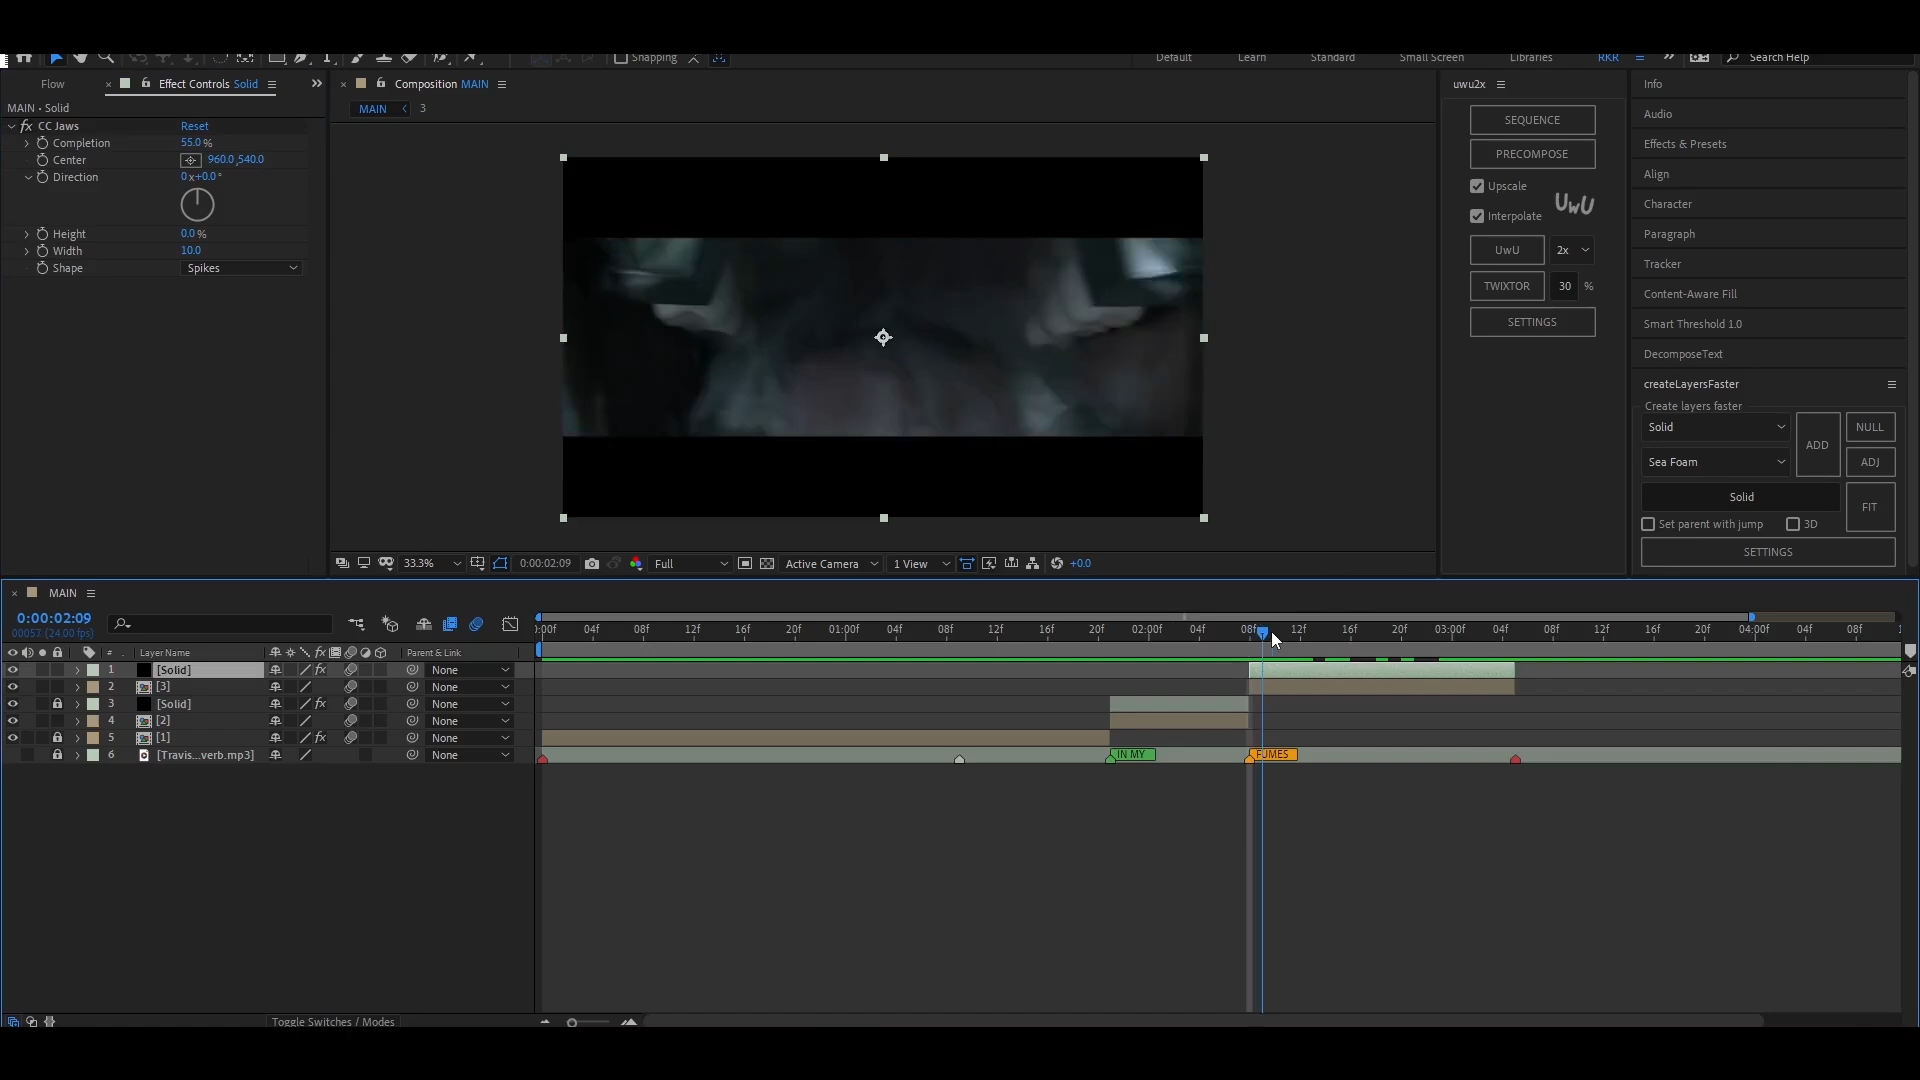 Snapping
Default
Learn
Standard
Small Screen
Libraries
RKR
Search Help
Flow
Effect Controls Solid
Composition MAIN
uwu2x
Info
MAIN • Solid
MAIN
3
SEQUENCE
Audio
fx CC Jaws
Reset
Completion
55.0 %
Effects & Presets
PRECOMPOSE
Center
960.0 ,540.0
Direction
0 x+0.0 °
Upscale
Align
UwU
Interpolate
Character
Height
0.0 %
Width
10.0
Shape
Spikes
UwU
2x
Paragraph
Tracker
TWIXTOR
30
%
Content-Aware Fill
SETTINGS
Smart Threshold 1.0
DecomposeText
createLayersFaster
Create layers faster
Solid
ADD
NULL
Sea Foam
ADJ
Solid
FIT
Set parent with jump
3D
SETTINGS
33.3%
0:00:02:09
Full
Active Camera
1 View
+0.0
MAIN
0:00:02:09
00057 (24.00 fps)
):00f 04f 08f 12f 16f 20f 01:00f 04f 08f 12f 16f 20f 02:00f 04f 08f 12f 16f 20f 03:00f 04f 08f 12f 16f 20f 04:00f 04f 08f 1
# . Layer Name fx Parent & Link
1 [Solid] fx None
2 [3] None
3 [Solid] fx None
4 [2] None
5 [1] fx None
6 [Travis...verb.mp3] None
IN MY
FUMES
Toggle Switches / Modes